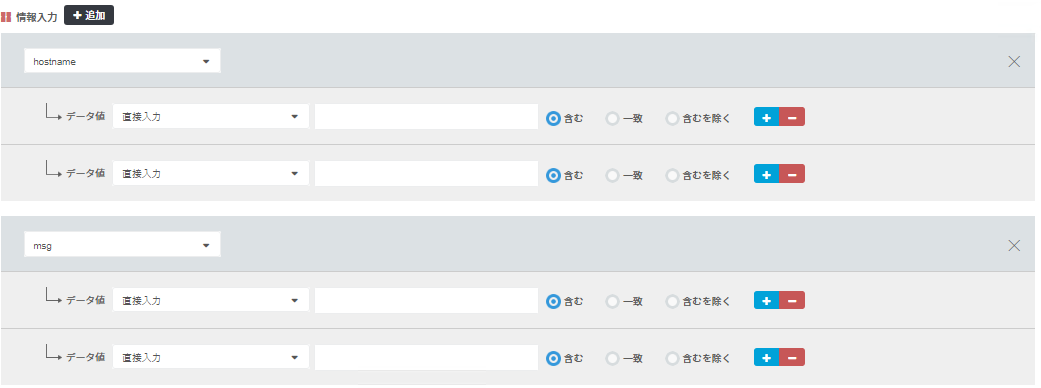 情報入力 + 追加
hostname
データ値 直接入力 含む 一致 含むを除く
データ値 直接入力 含む 一致 含むを除く
msg
データ値 直接入力 含む 一致 含むを除く
データ値 直接入力 含む 一致 含むを除く